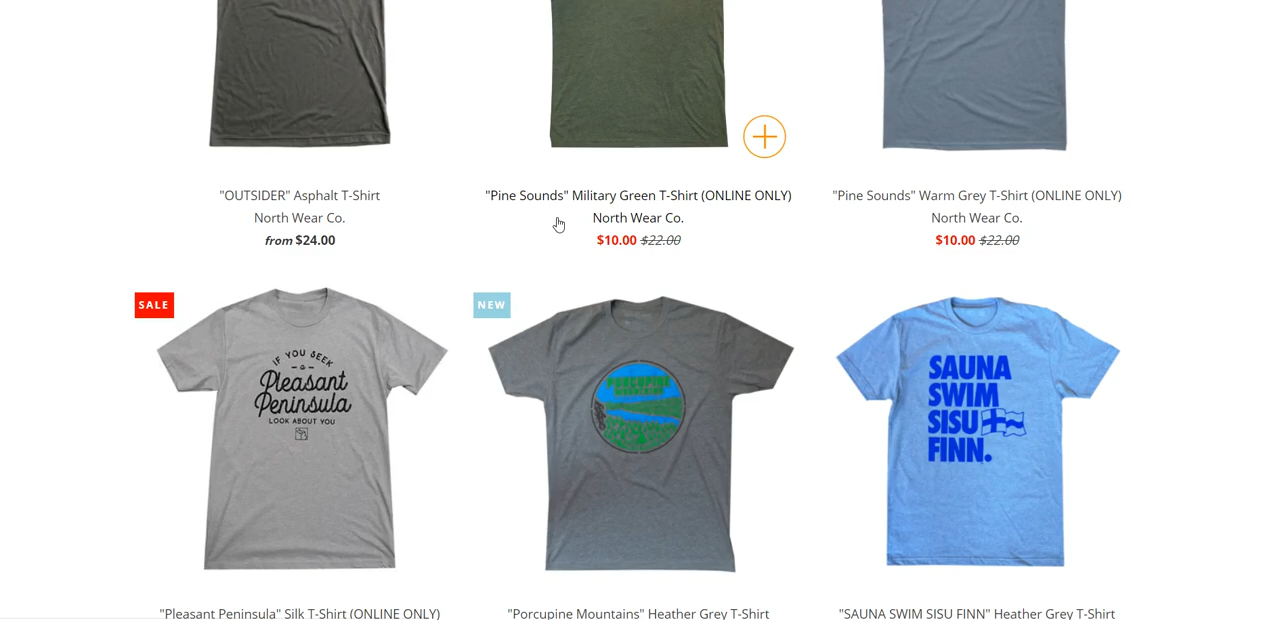 "OUTSIDER" Asphalt T-Shirt
North Wear Co.
from $24.00
"Pine Sounds" Military Green T-Shirt (ONLINE ONLY)
North Wear Co.
$10.00 $22.00
"Pine Sounds" Warm Grey T-Shirt (ONLINE ONLY)
North Wear Co.
$10.00 $22.00
SALE
IF YOU SEEK
Pleasant
Peninsula
LOOK ABOUT YOU
NEW
PORCUPINE
MOUNTAINS
SAUNA
SWIM
SISU
FINN.
"Pleasant Peninsula" Silk T-Shirt (ONLINE ONLY)
"Porcupine Mountains" Heather Grey T-Shirt
"SAUNA SWIM SISU FINN" Heather Grey T-Shirt